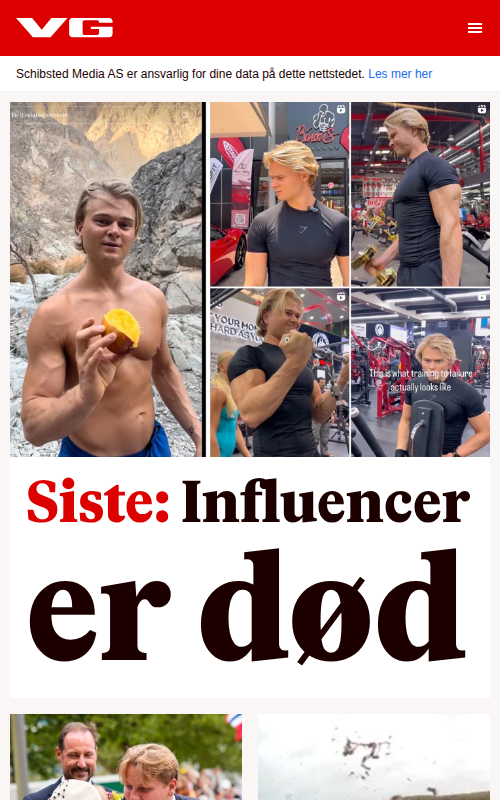 VG
Schibsted Media AS er ansvarlig for dine data på dette nettstedet. Les mer her
This is what training to failure
actually looks like
Siste: Influencer
er død